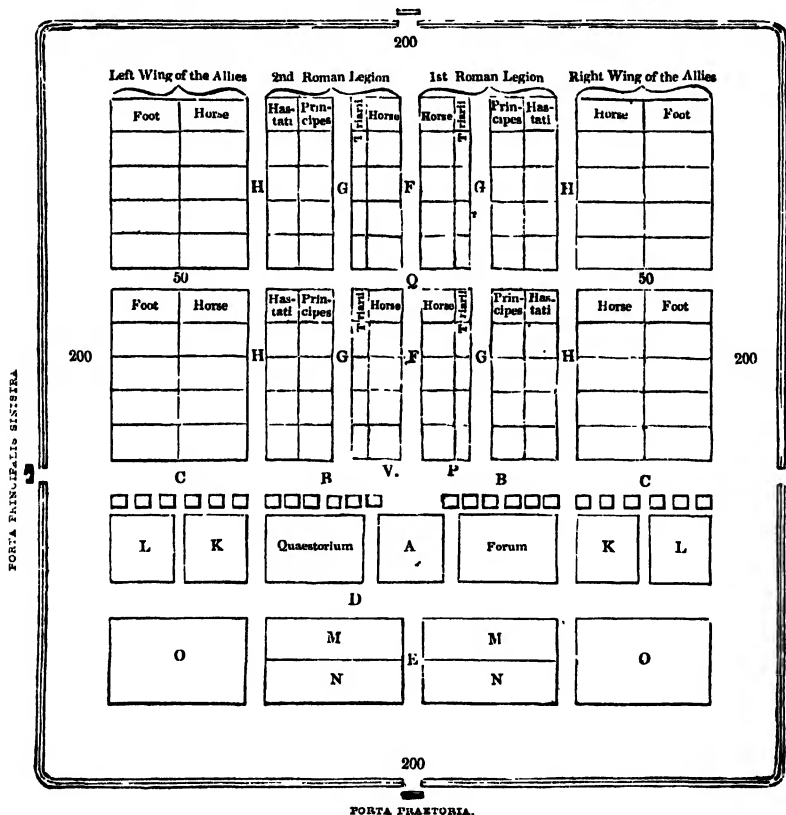 200
Left Wing of the Allies 2nd Roman Legion 1st Roman Legion Right Wing of the Allies
Foot Horse Has- tati Prin- cipes Triarii Horse Horse Triarii Prin- cipes Has- tati Horse Foot
H G F G H
50 Q 50
Foot Horse Has- tati Prin- cipes Triarii Horse Horse Triarii Prin- cipes Has- tati Horse Foot
200 H G F G H 200
PORTA PRINCIPALIS SINISTRA
C B V. P B C
L K Quaestorium A Forum K L
D
O M E M O
N N
200
PORTA PRAETORIA.